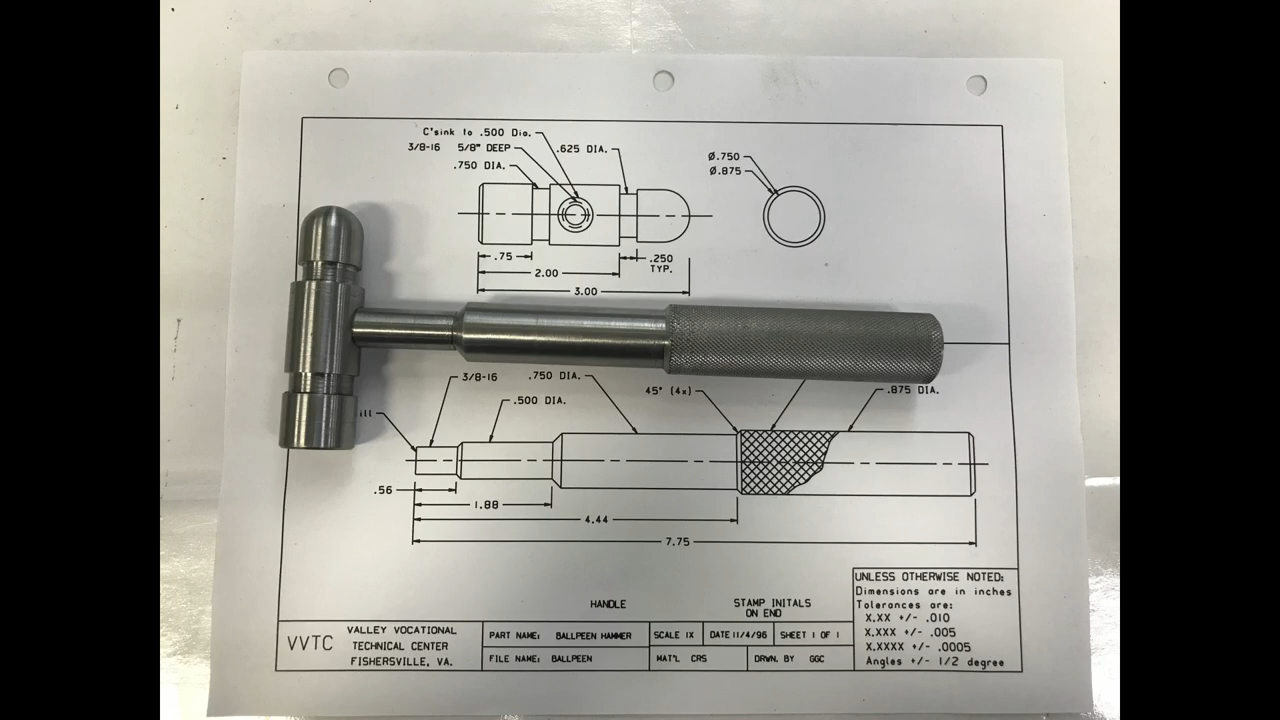 C'sink to .500 Dia.
3/8-16 5/8" DEEP
.625 DIA.
.750 DIA.
Ø.750
Ø.875
.75
.250
TYP.
2.00
3.00
3/8-16
.750 DIA.
45° (4x)
.875 DIA.
.500 DIA.
.56
1.88
4.44
7.75
HANDLE
STAMP INITALS
ON END
UNLESS OTHERWISE NOTED:
Dimensions are in inches
Tolerances are:
X.XX +/- .010
X.XXX +/- .005
X.XXXX +/- .0005
Angles +/- 1/2 degree
VVTC
VALLEY VOCATIONAL
TECHNICAL CENTER
FISHERSVILLE, VA.
PART NAME: BALLPEEN HAMMER
SCALE 1X
DATE 11/4/96
SHEET 1 OF 1
FILE NAME: BALLPEEN
MAT'L CRS
DRWN. BY GGC